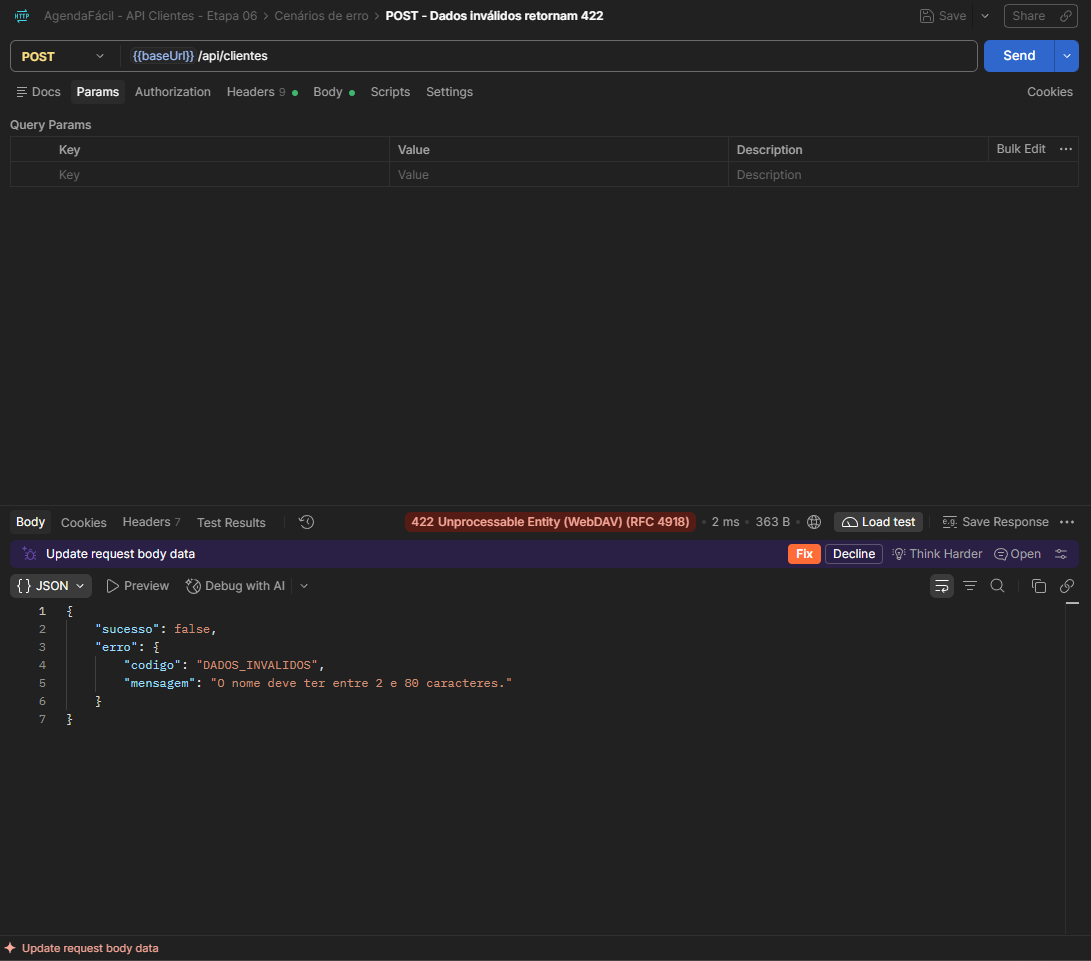 HTTP AgendaFácil - API Clientes - Etapa 06 > Cenários de erro > POST - Dados inválidos retornam 422 Save Share
POST {{baseUrl}} /api/clientes Send
Docs Params Authorization Headers 9 Body Scripts Settings Cookies
Query Params
Key Value Description Bulk Edit ...
Key Value Description
Body Cookies Headers 7 Test Results 422 Unprocessable Entity (WebDAV) (RFC 4918) • 2 ms • 363 B • Load test e.g. Save Response ...
Update request body data Fix Decline Think Harder Open
{} JSON Preview Debug with AI
1 {
2 "sucesso": false,
3 "erro": {
4 "codigo": "DADOS_INVALIDOS",
5 "mensagem": "O nome deve ter entre 2 e 80 caracteres."
6 }
7 }
Update request body data